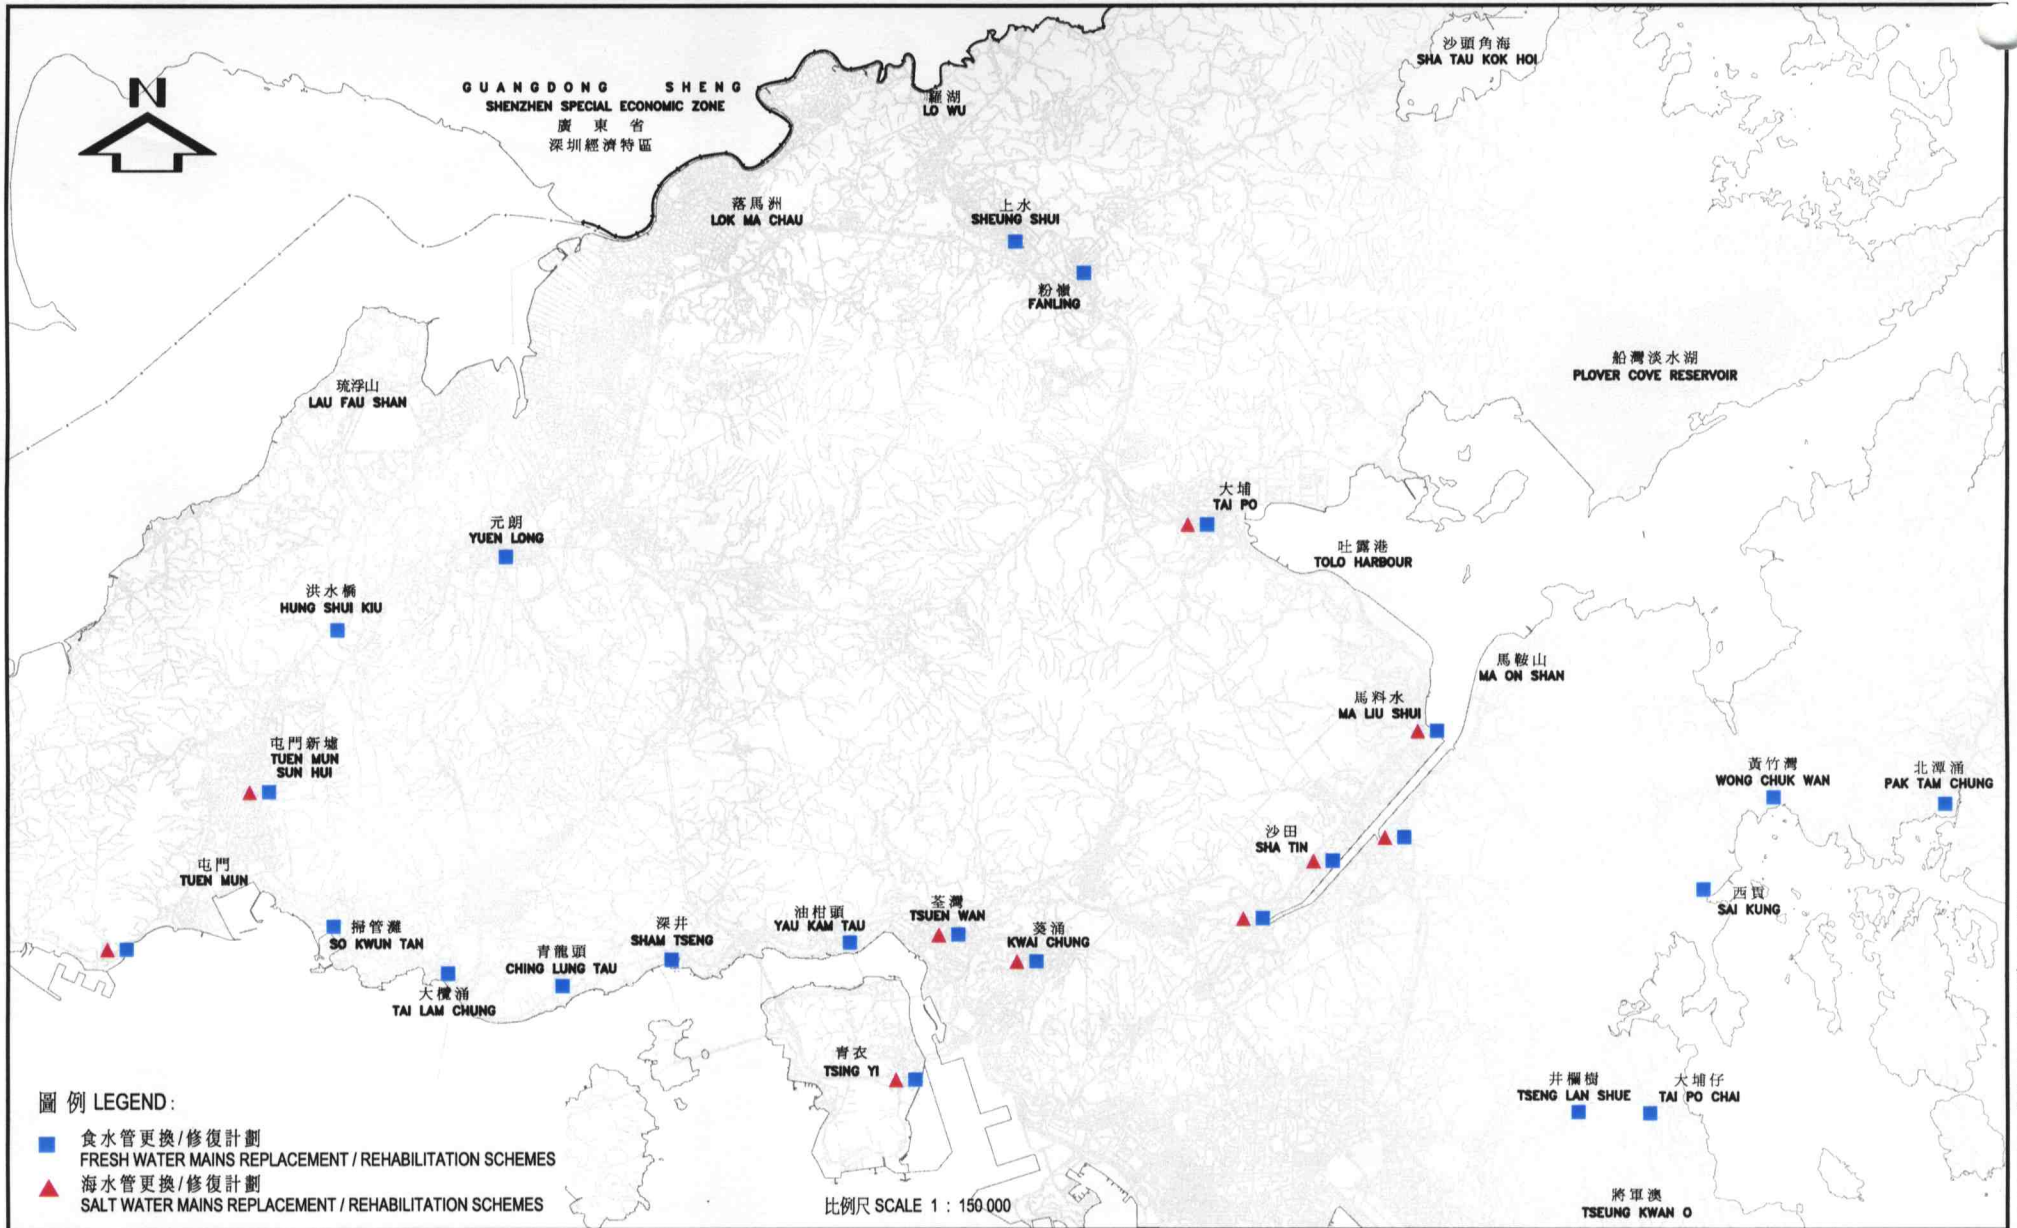 N
GUANGDONG SHENG
SHENZHEN SPECIAL ECONOMIC ZONE
廣東省
深圳經濟特區
羅湖
LO WU
沙頭角海
SHA TAU KOK HOI
落馬洲
LOK MA CHAU
上水
SHEUNG SHUI
粉嶺
FANLING
船灣淡水湖
PLOVER COVE RESERVOIR
琉浮山
LAU FAU SHAN
大埔
TAI PO
元朗
YUEN LONG
吐露港
TOLO HARBOUR
洪水橋
HUNG SHUI KIU
馬鞍山
MA ON SHAN
馬料水
MA LIU SHUI
屯門新墟
TUEN MUN
SUN HUI
黃竹灣
WONG CHUK WAN
北潭涌
PAK TAM CHUNG
沙田
SHA TIN
屯門
TUEN MUN
西貢
SAI KUNG
掃管灘
SO KWUN TAN
青龍頭
CHING LUNG TAU
深井
SHAM TSENG
油柑頭
YAU KAM TAU
荃灣
TSUEN WAN
葵涌
KWAI CHUNG
大欖涌
TAI LAM CHUNG
青衣
TSING YI
井欄樹
TSENG LAN SHUE
大埔仔
TAI PO CHAI
將軍澳
TSEUNG KWAN O
圖例 LEGEND:
食水管更換/修復計劃
FRESH WATER MAINS REPLACEMENT / REHABILITATION SCHEMES
海水管更換/修復計劃
SALT WATER MAINS REPLACEMENT / REHABILITATION SCHEMES
比例尺 SCALE 1 : 150 000